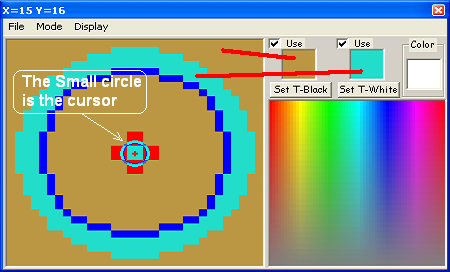 X=15 Y=16
File Mode Display
Use Use Color
Set T-Black Set T-White
The Small circle
is the cursor